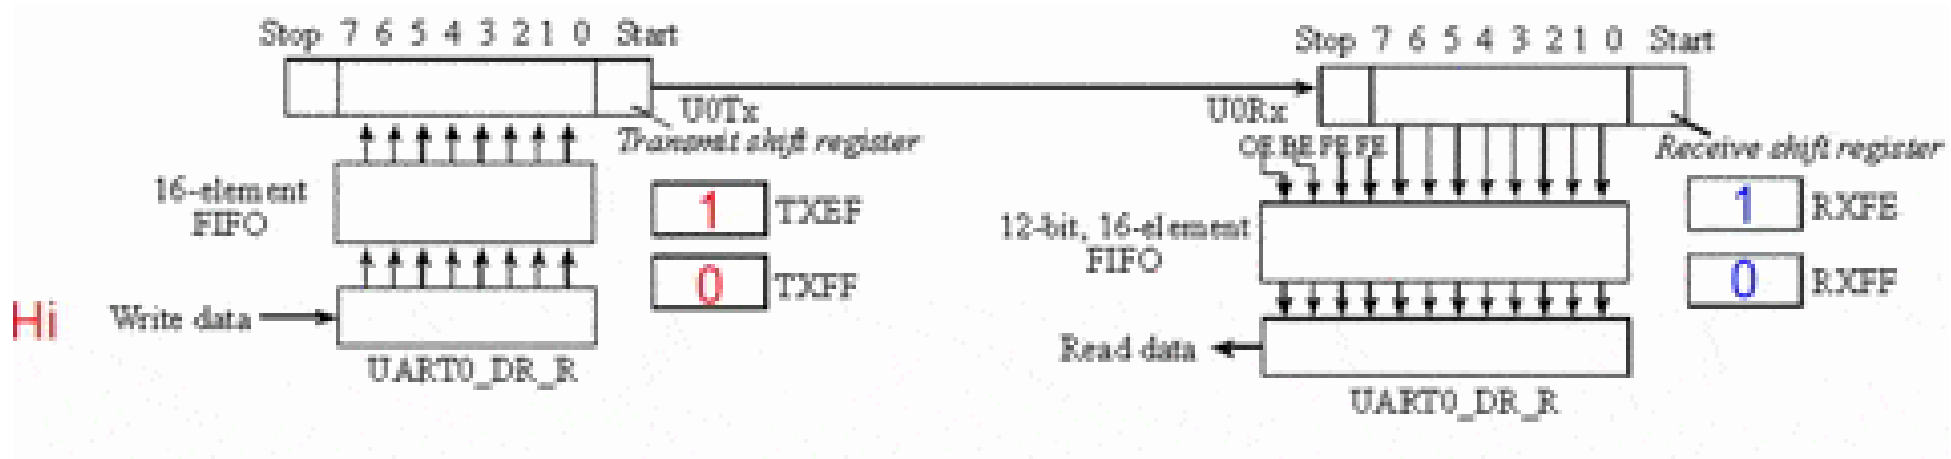 Stop 7 6 5 4 3 2 1 0 Start
U0Tx
Transmit shift register
16-element
FIFO
1 TXEF
0 TXFF
Hi
Write data
UART0_DR_R
Stop 7 6 5 4 3 2 1 0 Start
U0Rx
OE BE PE FE
Receive shift register
12-bit, 16-element
FIFO
1 RXFE
0 RXFF
Read data
UART0_DR_R